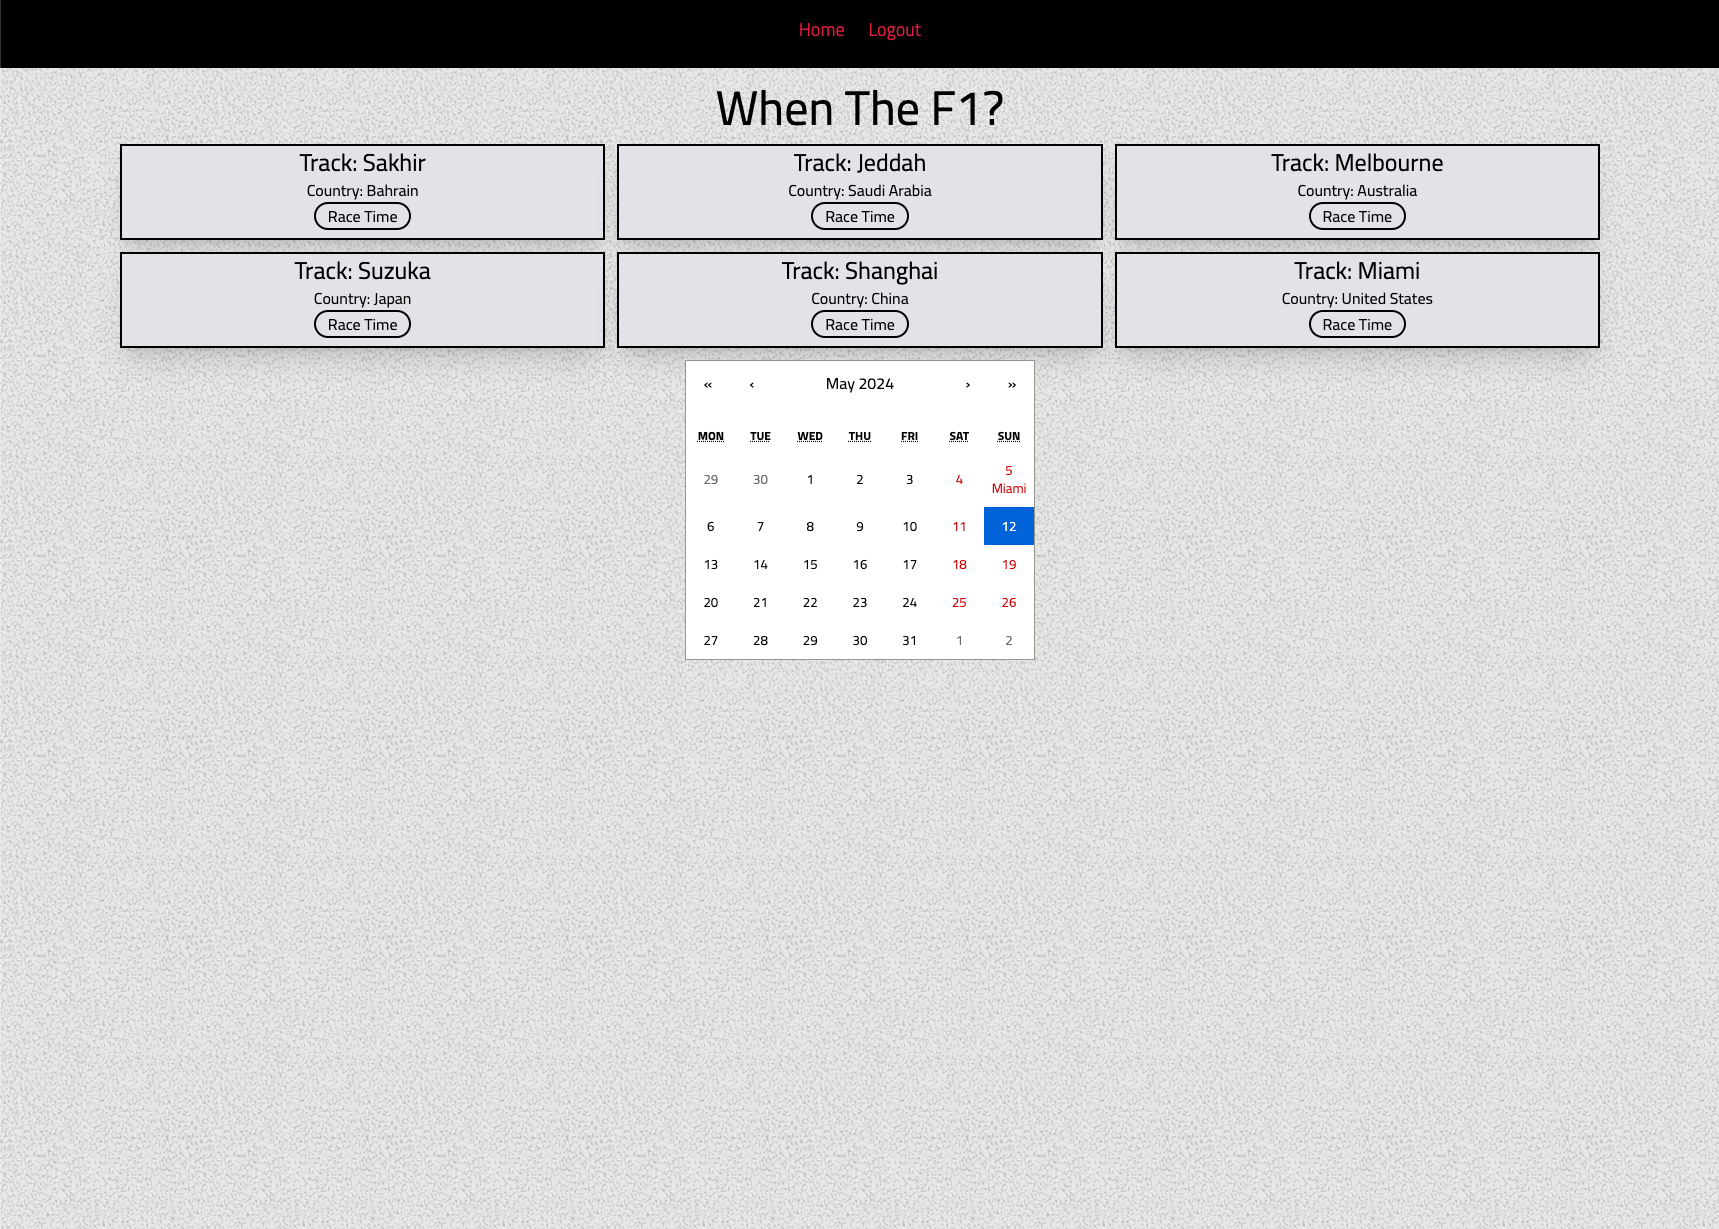 Home Logout
When The F1?
Track: Sakhir
Country: Bahrain
Race Time
Track: Jeddah
Country: Saudi Arabia
Race Time
Track: Melbourne
Country: Australia
Race Time
Track: Suzuka
Country: Japan
Race Time
Track: Shanghai
Country: China
Race Time
Track: Miami
Country: United States
Race Time
« ‹ May 2024 › »
MON TUE WED THU FRI SAT SUN
29 30 1 2 3 4 5
Miami
6 7 8 9 10 11 12
13 14 15 16 17 18 19
20 21 22 23 24 25 26
27 28 29 30 31 1 2